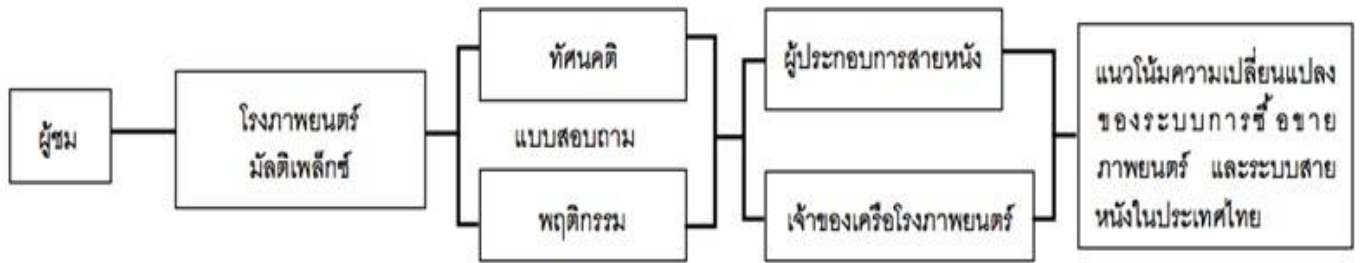 ผู้ชม
โรงภาพยนตร์
มัลติเพล็กซ์
ทัศนคติ
แบบสอบถาม
พฤติกรรม
ผู้ประกอบการสายหนัง
เจ้าของเครือโรงภาพยนตร์
แนวโน้มความเปลี่ยนแปลง
ของระบบการซื้อขาย
ภาพยนตร์ และระบบสาย
หนังในประเทศไทย